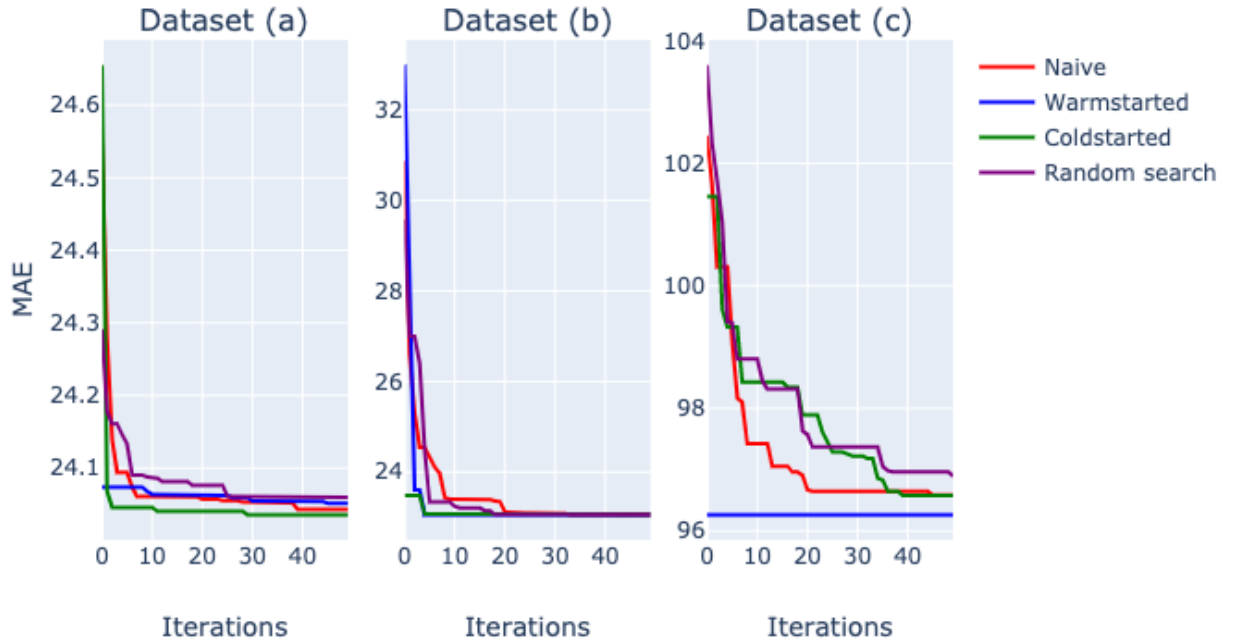 Dataset (a)
Dataset (b)
Dataset (c)
MAE
24.6
24.5
24.4
24.3
24.2
24.1
0 10 20 30 40
32
30
28
26
24
0 10 20 30 40
104
102
100
98
96
0 10 20 30 40
Iterations
Iterations
Iterations
Naive
Warmstarted
Coldstarted
Random search